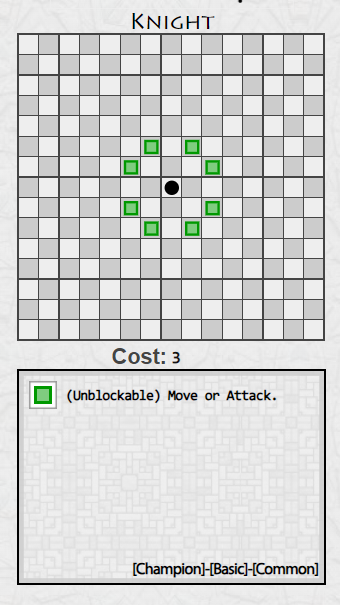 Knight
Cost: 3
(Unblockable) Move or Attack.
[Champion]-[Basic]-[Common]